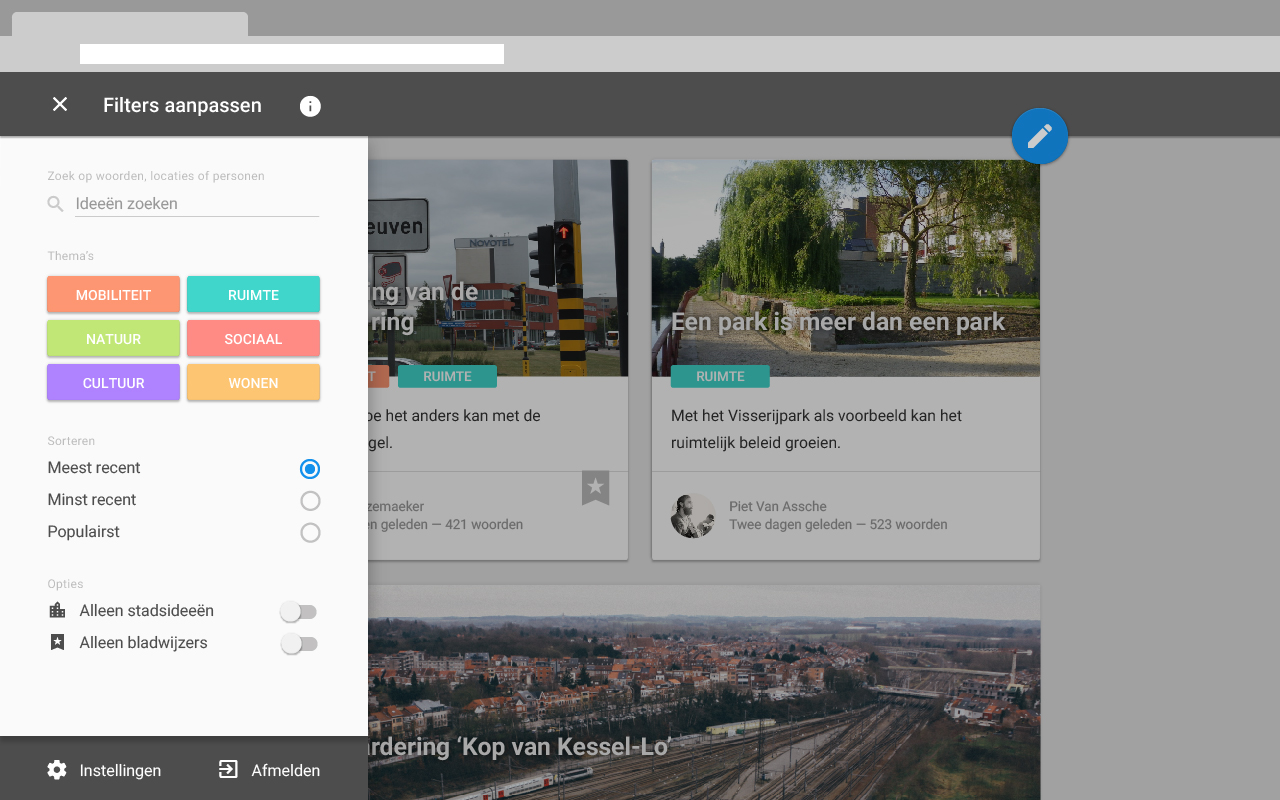 Filters aanpassen
Zoek op woorden, locaties of personen
Ideeën zoeken
Thema's
MOBILITEIT
RUIMTE
NATUUR
SOCIAAL
CULTUUR
WONEN
Sorteren
Meest recent
Minst recent
Populairst
Opties
Alleen stadsideeën
Alleen bladwijzers
Instellingen
Afmelden
euven
NOVOTEL
ing van de
ring
T
RUIMTE
oe het anders kan met de
gel.
zemaeker
en geleden — 421 woorden
Een park is meer dan een park
RUIMTE
Met het Visserijpark als voorbeeld kan het
ruimtelijk beleid groeien.
Piet Van Assche
Twee dagen geleden — 523 woorden
ardering ‘Kop van Kessel-Lo’